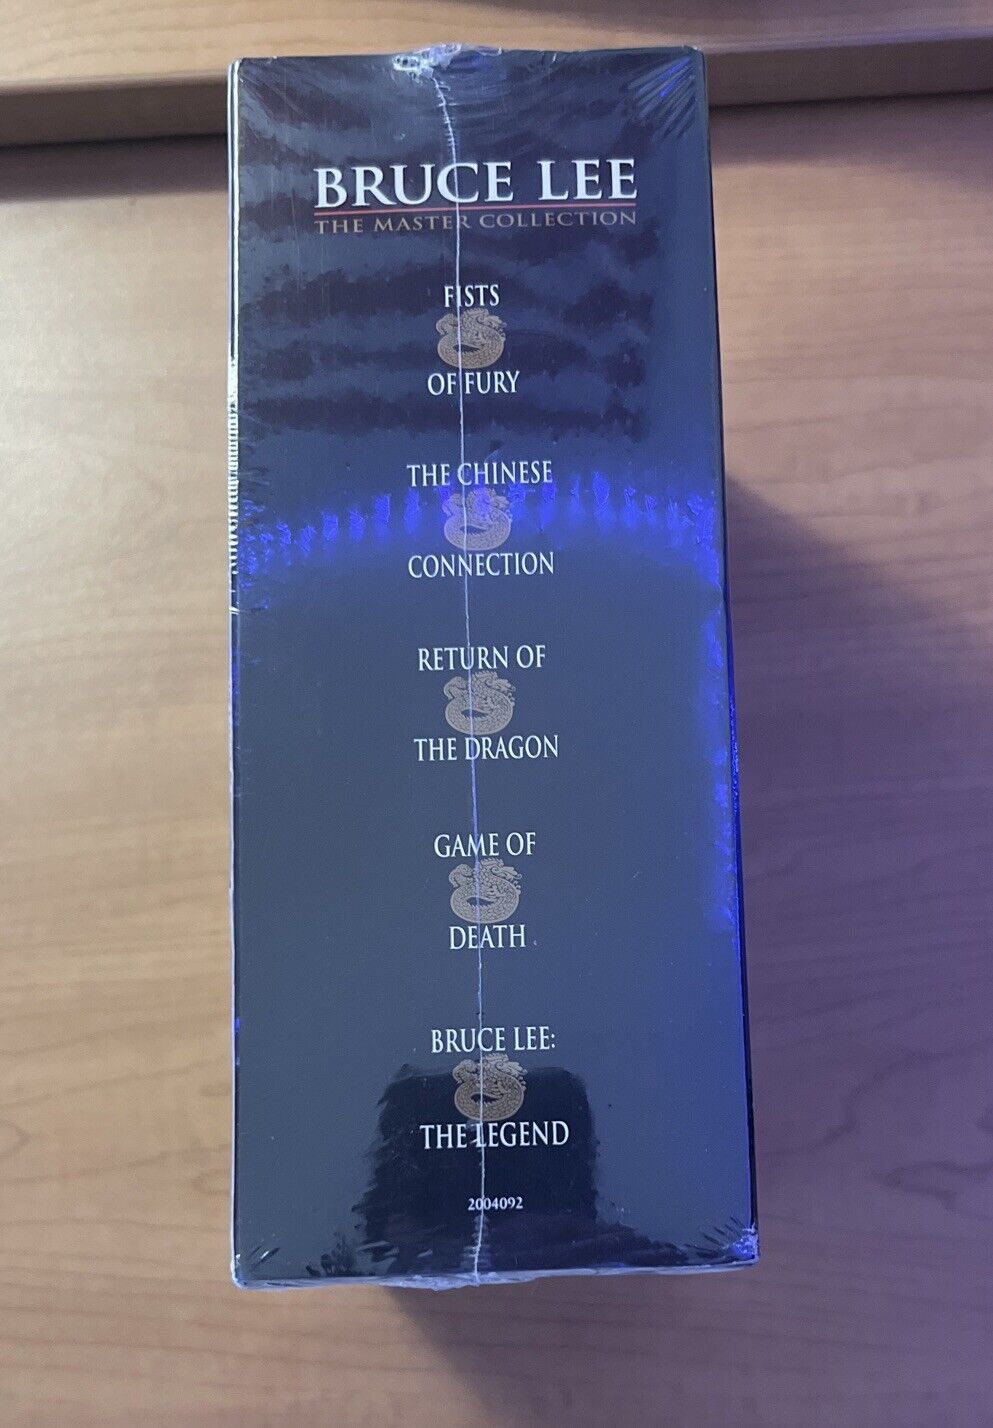 BRUCE LEE
THE MASTER COLLECTION
FISTS
OF FURY
THE CHINESE
CONNECTION
RETURN OF
THE DRAGON
GAME OF
DEATH
BRUCE LEE:
THE LEGEND
2004092